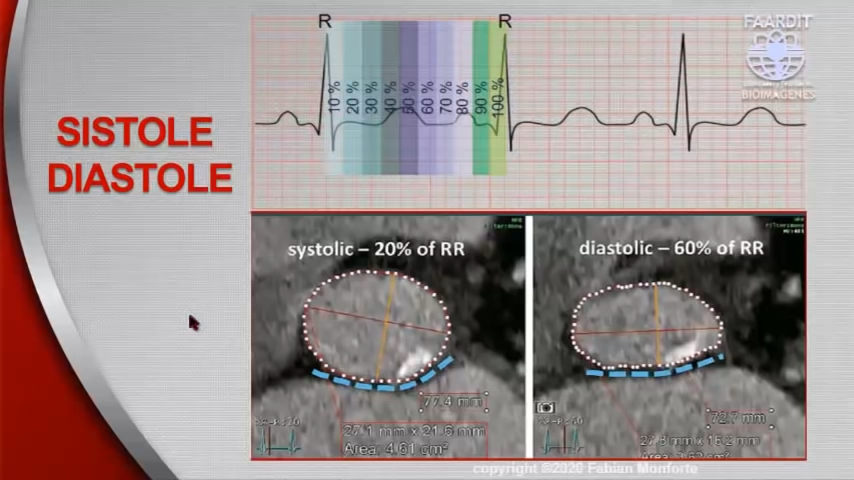 SISTOLE
DIASTOLE
R
R
10 %
20 %
30 %
40 %
50 %
60 %
70 %
80 %
90 %
100 %
FAARDIT
BIOIMAGENES
systolic – 20% of RR
77.4 mm
27.1 mm x 21.6 mm
Area: 4.61 cm²
diastolic – 60% of RR
72.7 mm
copyright ©2020 Fabian Monforte